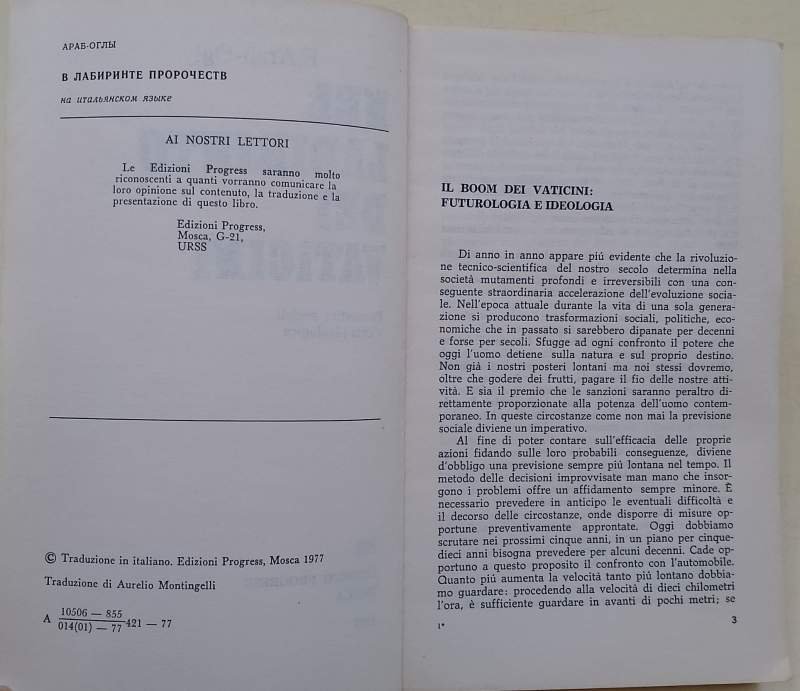 АРАБ-ОГЛЫ
В ЛАБИРИНТЕ ПРОРОЧЕСТВ
на итальянском языке
AI NOSTRI LETTORI
Le Edizioni Progress saranno molto
riconoscenti a quanti vorranno comunicare la
loro opinione sul contenuto, la traduzione e la
presentazione di questo libro.
Edizioni Progress,
Mosca, G-21,
URSS
© Traduzione in italiano. Edizioni Progress, Mosca 1977
Traduzione di Aurelio Montingelli
А 10506 — 855
014(01) — 77 421 — 77
IL BOOM DEI VATICINI:
FUTUROLOGIA E IDEOLOGIA
Di anno in anno appare piú evidente che la rivoluzio-
ne tecnico-scientifica del nostro secolo determina nella
società mutamenti profondi e irreversibili con una con-
seguente straordinaria accelerazione dell'evoluzione socia-
le. Nell'epoca attuale durante la vita di una sola genera-
zione si producono trasformazioni sociali, politiche, eco-
nomiche che in passato si sarebbero dipanate per decenni
e forse per secoli. Sfugge ad ogni confronto il potere che
oggi l'uomo detiene sulla natura e sul proprio destino.
Non già i nostri posteri lontani ma noi stessi dovremo,
oltre che godere dei frutti, pagare il fio delle nostre atti-
vità. E sia il premio che le sanzioni saranno peraltro di-
rettamente proporzionate alla potenza dell'uomo contem-
poraneo. In queste circostanze come non mai la previsione
sociale diviene un imperativo.
Al fine di poter contare sull'efficacia delle proprie
azioni fidando sulle loro probabili conseguenze, diviene
d'obbligo una previsione sempre piú lontana nel tempo. Il
metodo delle decisioni improvvisate man mano che insor-
gono i problemi offre un affidamento sempre minore. È
necessario prevedere in anticipo le eventuali difficoltà e
il decorso delle circostanze, onde disporre di misure op-
portune preventivamente approntate. Oggi dobbiamo
scrutare nei prossimi cinque anni, in un piano per cinque-
dieci anni bisogna prevedere per alcuni decenni. Cade op-
portuno a questo proposito il confronto con l'automobile.
Quanto piú aumenta la velocità tanto piú lontano dobbia-
mo guardare: procedendo alla velocità di dieci chilometri
l'ora, è sufficiente guardare in avanti di pochi metri; se
1*
3